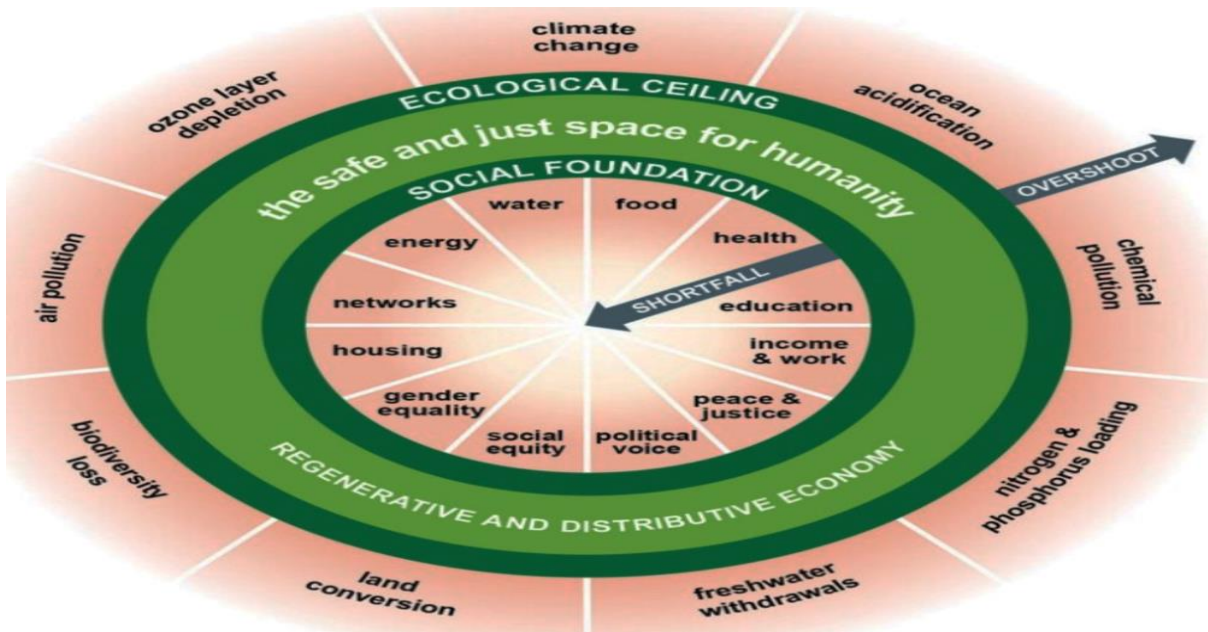 climate
change
ozone layer
depletion
ocean
acidification
ECOLOGICAL CEILING
the safe and just space for humanity
OVERSHOOT
SOCIAL FOUNDATION
water
food
energy
health
SHORTFALL
networks
education
housing
income
& work
gender
equality
peace &
justice
social
equity
political
voice
air pollution
chemical
pollution
REGENERATIVE AND DISTRIBUTIVE ECONOMY
biodiversity
loss
nitrogen &
phosphorus loading
land
conversion
freshwater
withdrawals